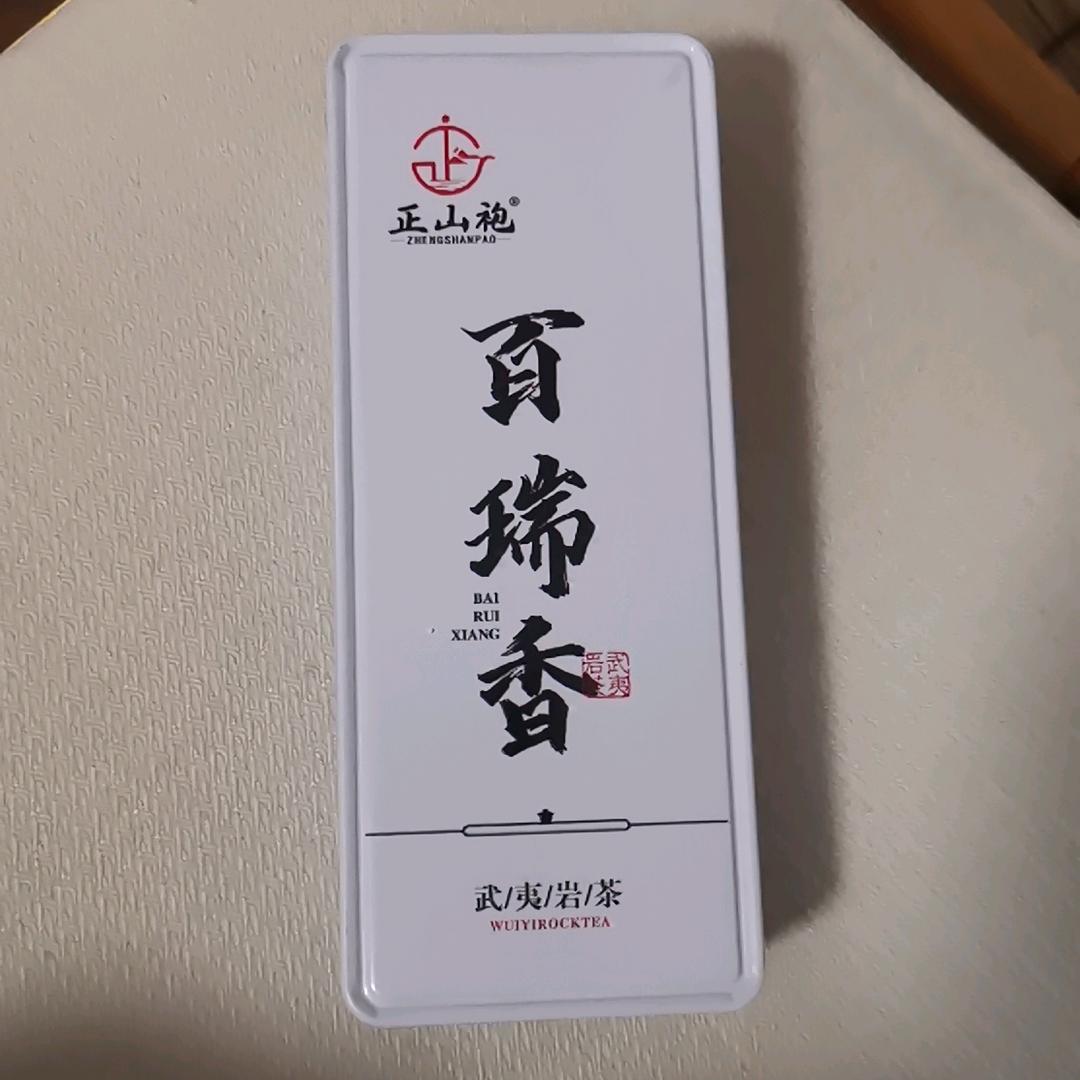 正山袍®
ZHENGSHANPAO
百瑞香
BAI
RUI
XIANG
武夷
岩茶
武/夷/岩/茶
WUIYIROCKTEA